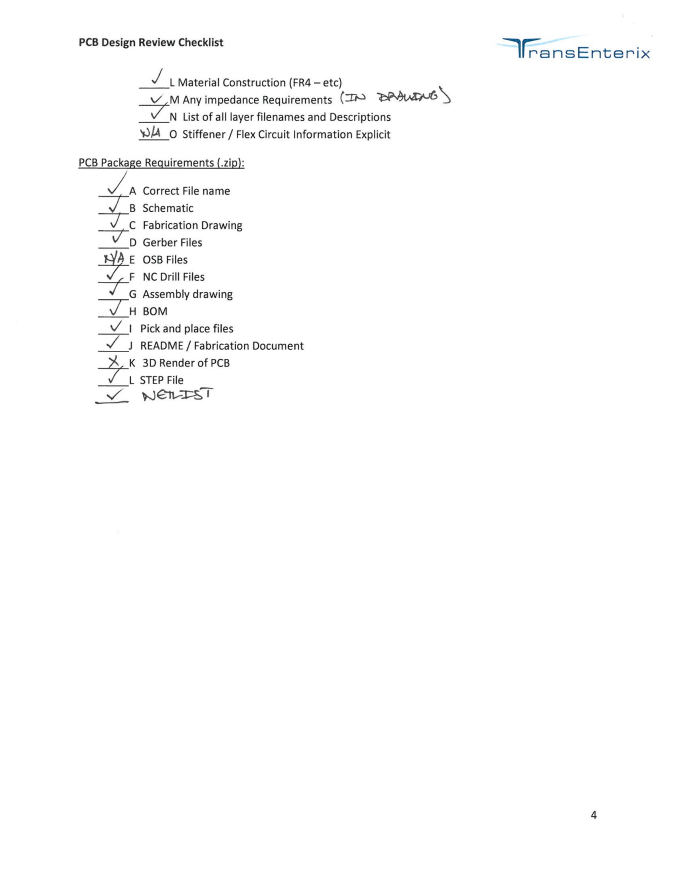 PCB Design Review Checklist
TransEnterix
✓ L Material Construction (FR4 – etc)
✓ M Any impedance Requirements (IN DRAWING)
✓ N List of all layer filenames and Descriptions
N/A O Stiffener / Flex Circuit Information Explicit
PCB Package Requirements (.zip):
✓ A Correct File name
✓ B Schematic
✓ C Fabrication Drawing
✓ D Gerber Files
N/A E OSB Files
✓ F NC Drill Files
✓ G Assembly drawing
✓ H BOM
✓ I Pick and place files
✓ J README / Fabrication Document
X K 3D Render of PCB
✓ L STEP File
✓ NETLIST
4